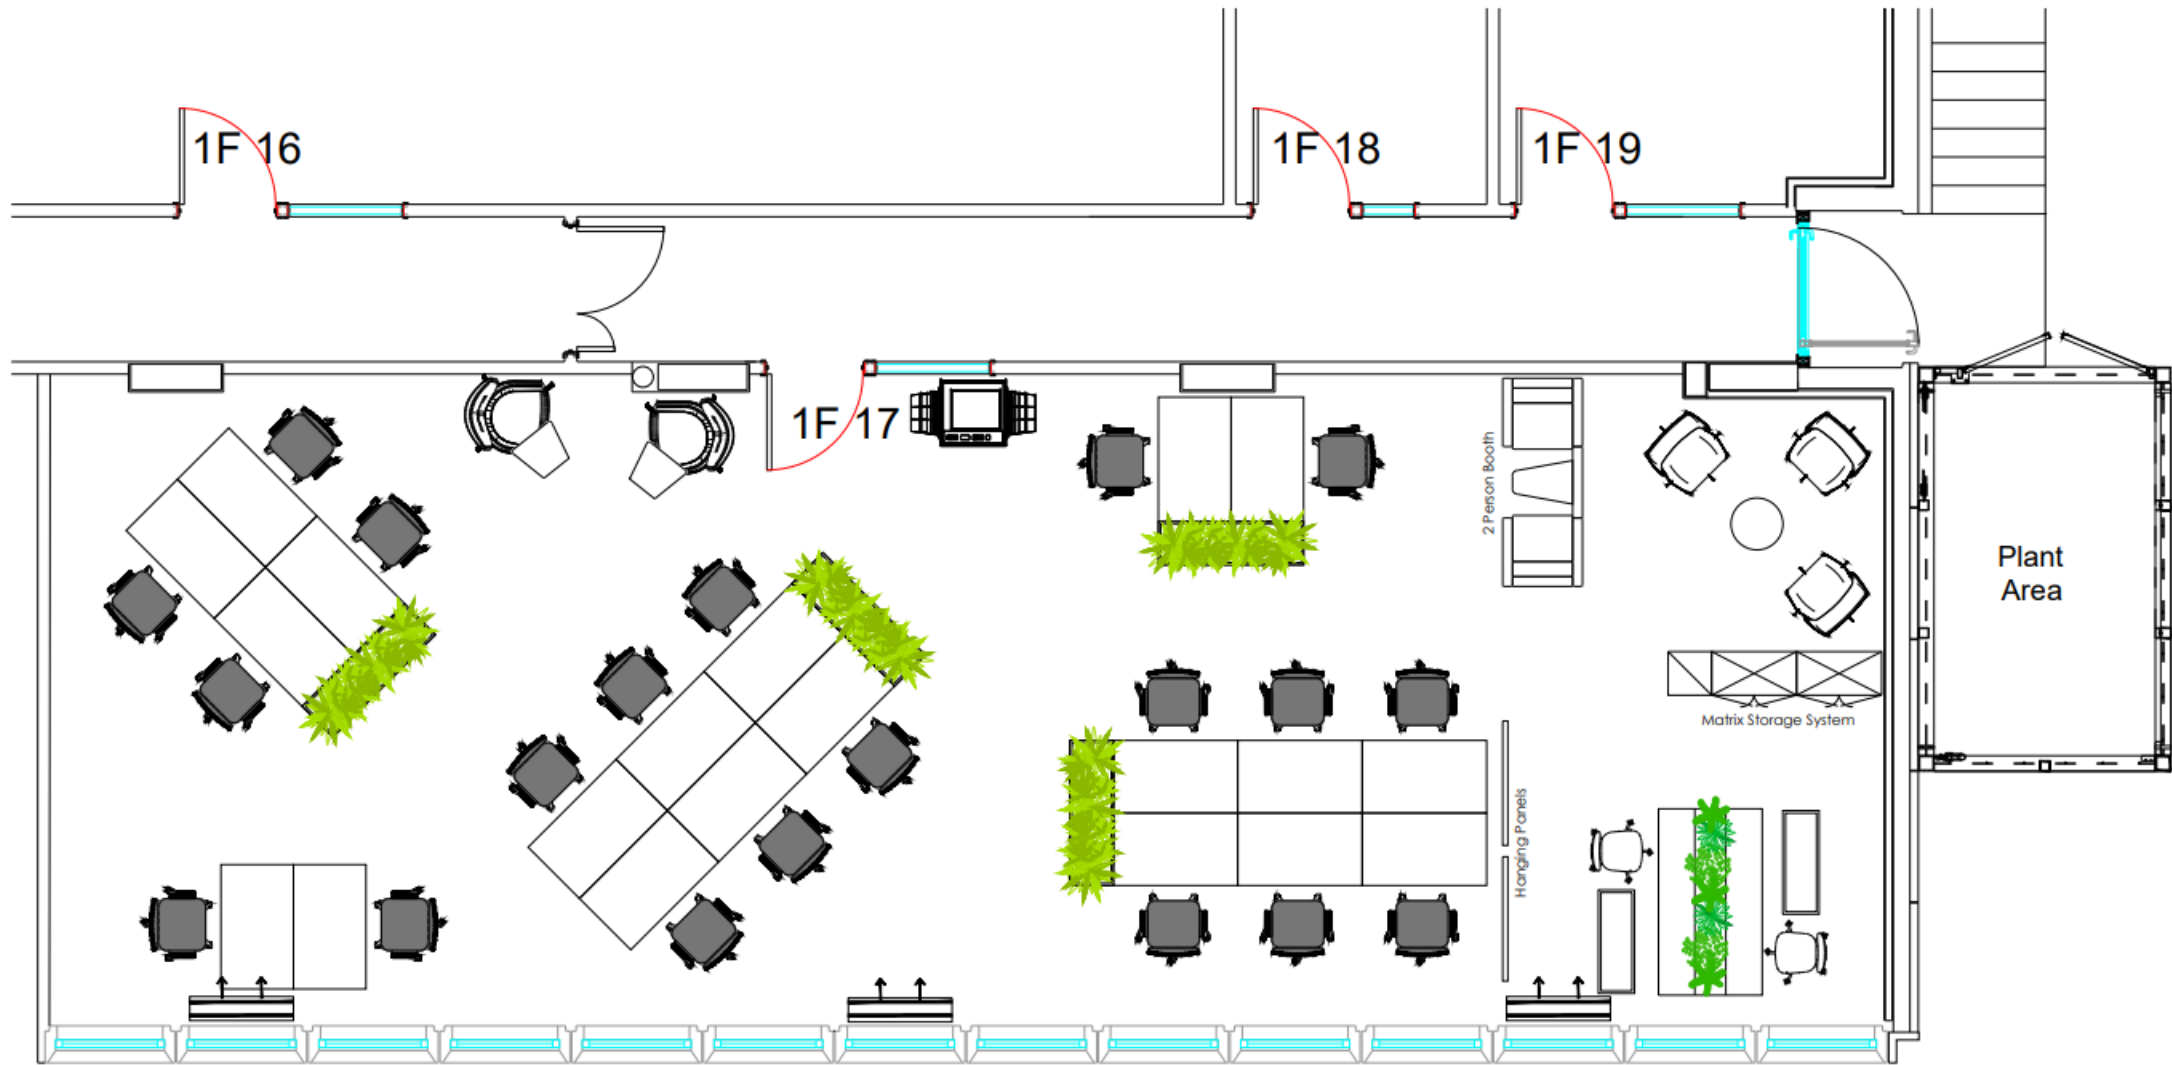 1F 16
1F 18
1F 19
1F 17
2 Person Booth
Plant
Area
Matrix Storage System
Hanging Panels